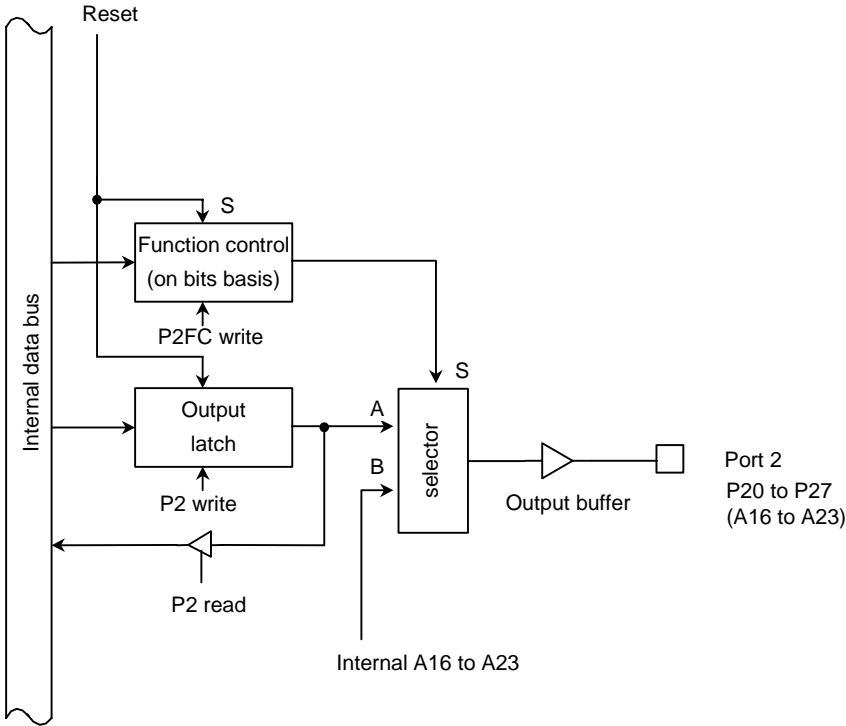 Reset
S
Function control
(on bits basis)
P2FC write
Internal data bus
S
Output
latch
A
B
selector
P2 write
Output buffer
Port 2
P20 to P27
(A16 to A23)
P2 read
Internal A16 to A23